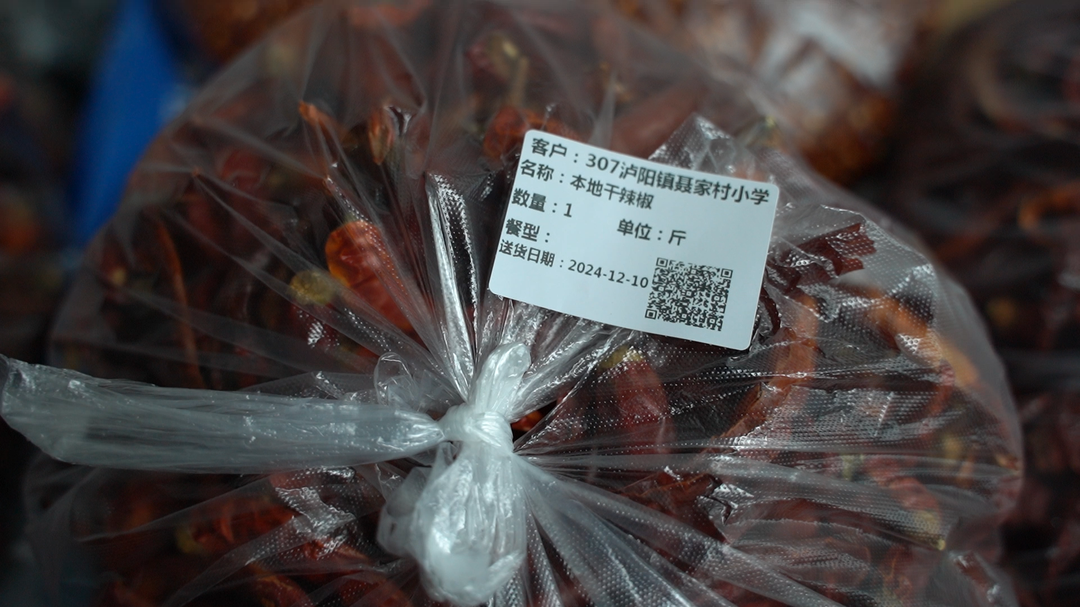 客户：307泸阳镇聂家村小学
名称：本地干辣椒
数量：1 单位：斤
餐型：
送货日期：2024-12-10